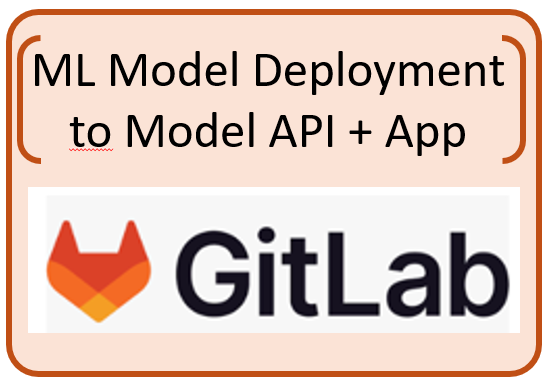 ML Model Deployment
to Model API + App
GitLab